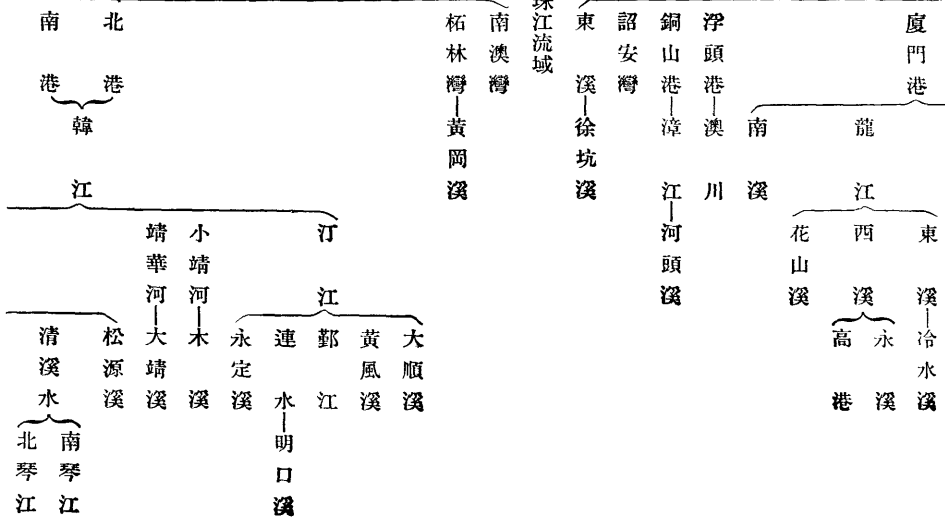 廈門港
南溪
龍江
花山溪
西溪
東溪—冷水溪
高港
永溪
浮頭港—澳川
銅山港—漳江—河頭溪
詔安灣
東溪—徐坑溪
江流域
南澳灣
柘林灣—黃岡溪
北港
南港
韓江
汀江
大順溪
黃風溪
鄞江
連水—明口溪
永定溪
小靖河—木溪
靖華河—大靖溪
松源溪
清溪水
南琴江
北琴江